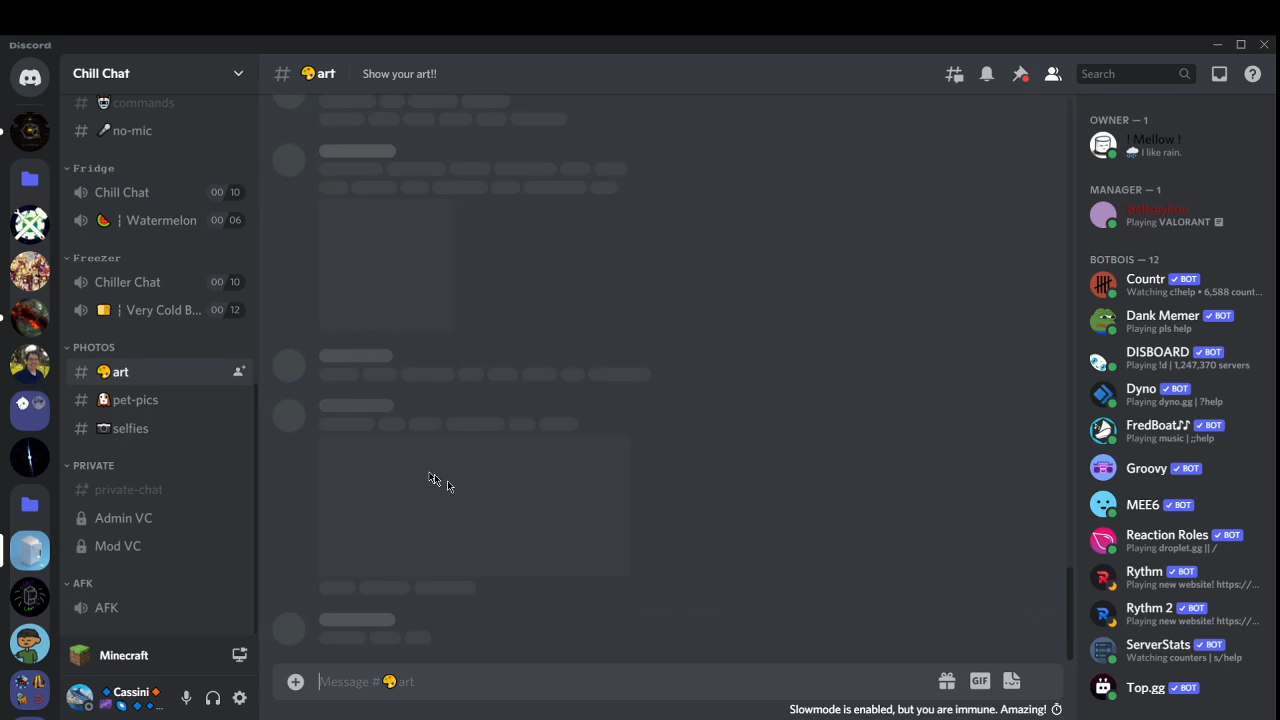 Discord
Chill Chat
commands
no-mic
Fridge
Chill Chat 00 10
¦ Watermelon 00 06
Freezer
Chiller Chat 00 10
¦ Very Cold B... 00 12
PHOTOS
art
pet-pics
selfies
PRIVATE
private-chat
Admin VC
Mod VC
AFK
AFK
Minecraft
Cassini
art
Show your art!!
Search
Message # art
GIF
Slowmode is enabled, but you are immune. Amazing!
OWNER — 1
! Mellow !
I like rain.
MANAGER — 1
Playing VALORANT
BOTBOIS — 12
Countr BOT
Watching c!help • 6,588 count...
Dank Memer BOT
Playing pls help
DISBOARD BOT
Playing !d | 1,247,370 servers
Dyno BOT
Playing dyno.gg | ?help
FredBoat♪♪ BOT
Playing music | ;;help
Groovy BOT
MEE6 BOT
Reaction Roles BOT
Playing droplet.gg || /
Rythm BOT
Playing new website! https://...
Rythm 2 BOT
Playing new website! https://...
ServerStats BOT
Watching counters | s/help
Top.gg BOT